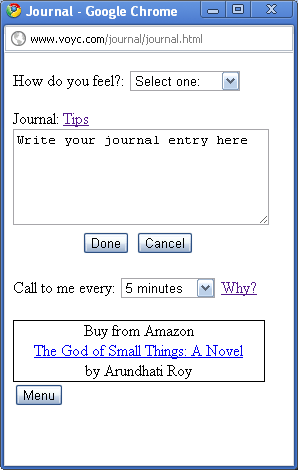 Journal - Google Chrome
www.voyc.com/journal/journal.html
How do you feel?: Select one:
Journal: Tips
Write your journal entry here
Done Cancel
Call to me every: 5 minutes Why?
Buy from Amazon
The God of Small Things: A Novel
by Arundhati Roy
Menu